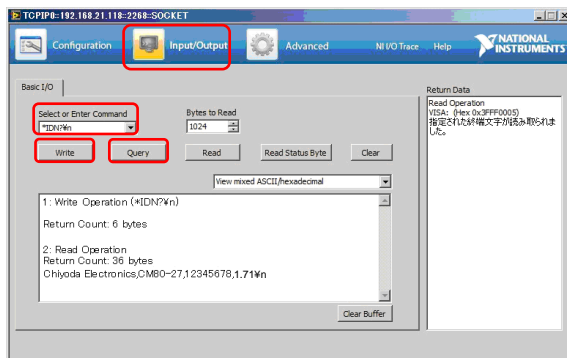 TCPIP0::192.168.21.118::2268::SOCKET
Configuration
Input/Output
Advanced
NI I/O Trace
Help
NATIONAL INSTRUMENTS
Basic I/O
Return Data
Select or Enter Command
Bytes to Read
*IDN?¥n
1024
Write
Query
Read
Read Status Byte
Clear
View mixed ASCII/hexadecimal
1: Write Operation (*IDN?¥n)
Return Count: 6 bytes
2: Read Operation
Return Count: 36 bytes
Chiyoda Electronics,CM80-27,12345678,1.71¥n
Clear Buffer
Read Operation
VISA: (Hex 0x3FFF0005)
指定された終端文字が読み取られま
した。